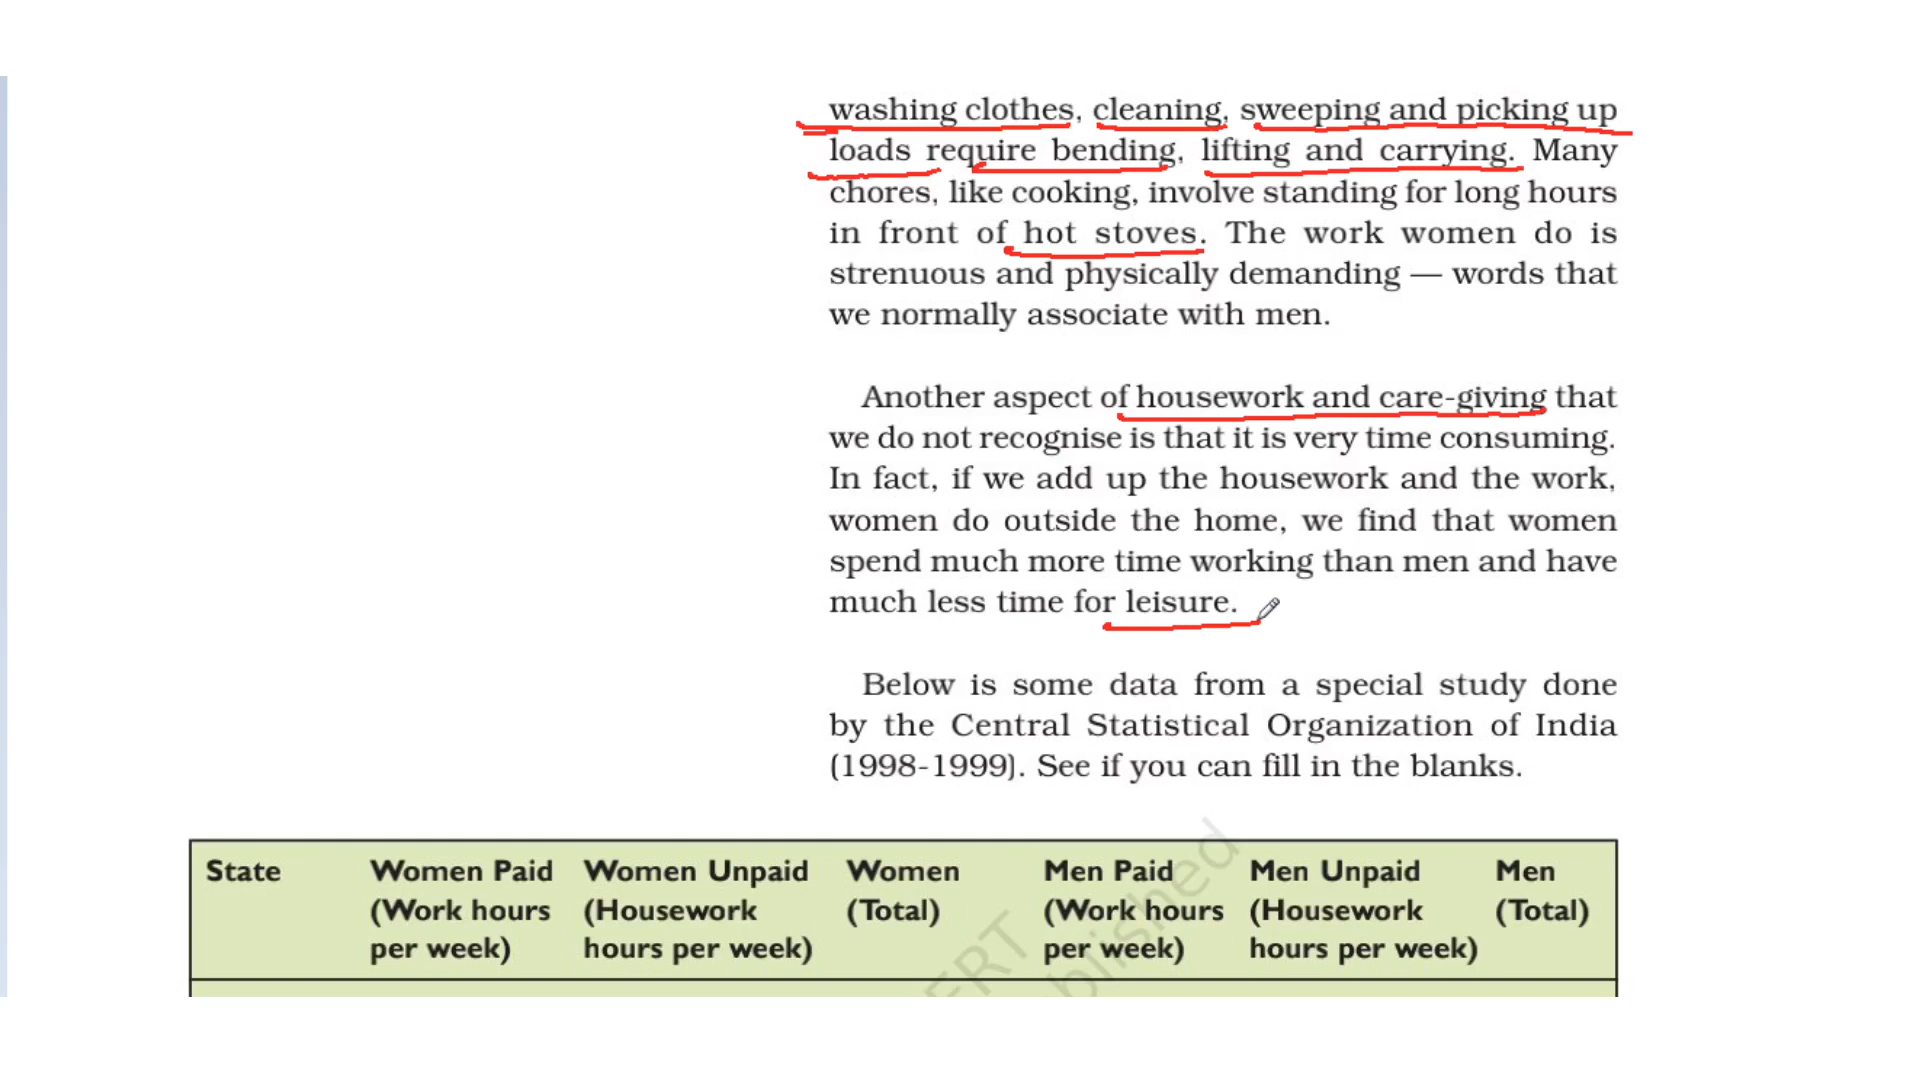 washing clothes, cleaning, sweeping and picking up
loads require bending, lifting and carrying. Many
chores, like cooking, involve standing for long hours
in front of hot stoves. The work women do is
strenuous and physically demanding — words that
we normally associate with men.
Another aspect of housework and care-giving that
we do not recognise is that it is very time consuming.
In fact, if we add up the housework and the work,
women do outside the home, we find that women
spend much more time working than men and have
much less time for leisure.
Below is some data from a special study done
by the Central Statistical Organization of India
(1998-1999). See if you can fill in the blanks.
State Women Paid Women Unpaid Women Men Paid Men Unpaid Men
(Work hours (Housework (Total) (Work hours (Housework (Total)
per week) hours per week) per week) hours per week)